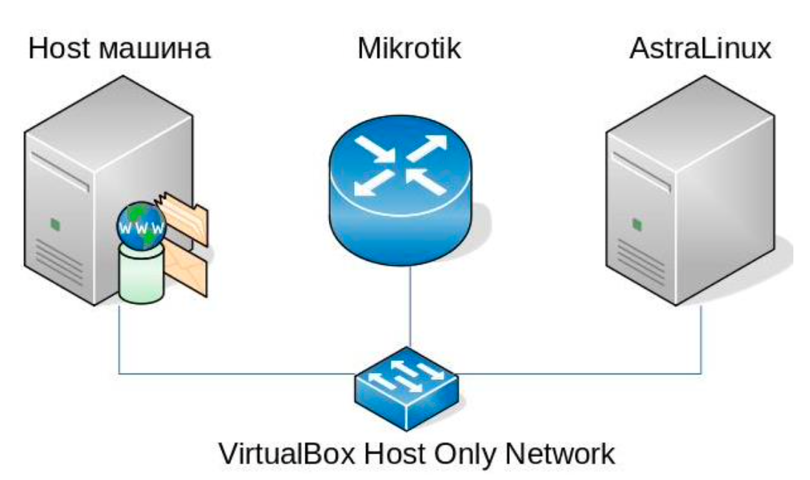 Host машина
Mikrotik
AstraLinux
WWW
VirtualBox Host Only Network